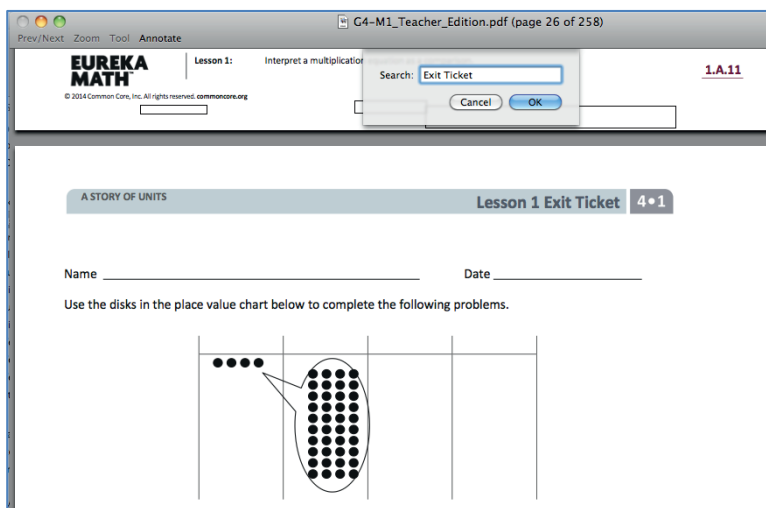 G4-M1_Teacher_Edition.pdf (page 26 of 258)
Prev/Next Zoom Tool Annotate
EUREKA
MATH
Lesson 1: Interpret a multiplication
© 2014 Common Core, Inc. All rights reserved. commoncore.org
Search: Exit Ticket
Cancel OK
1.A.11
A STORY OF UNITS
Lesson 1 Exit Ticket 4•1
Name
Date
Use the disks in the place value chart below to complete the following problems.